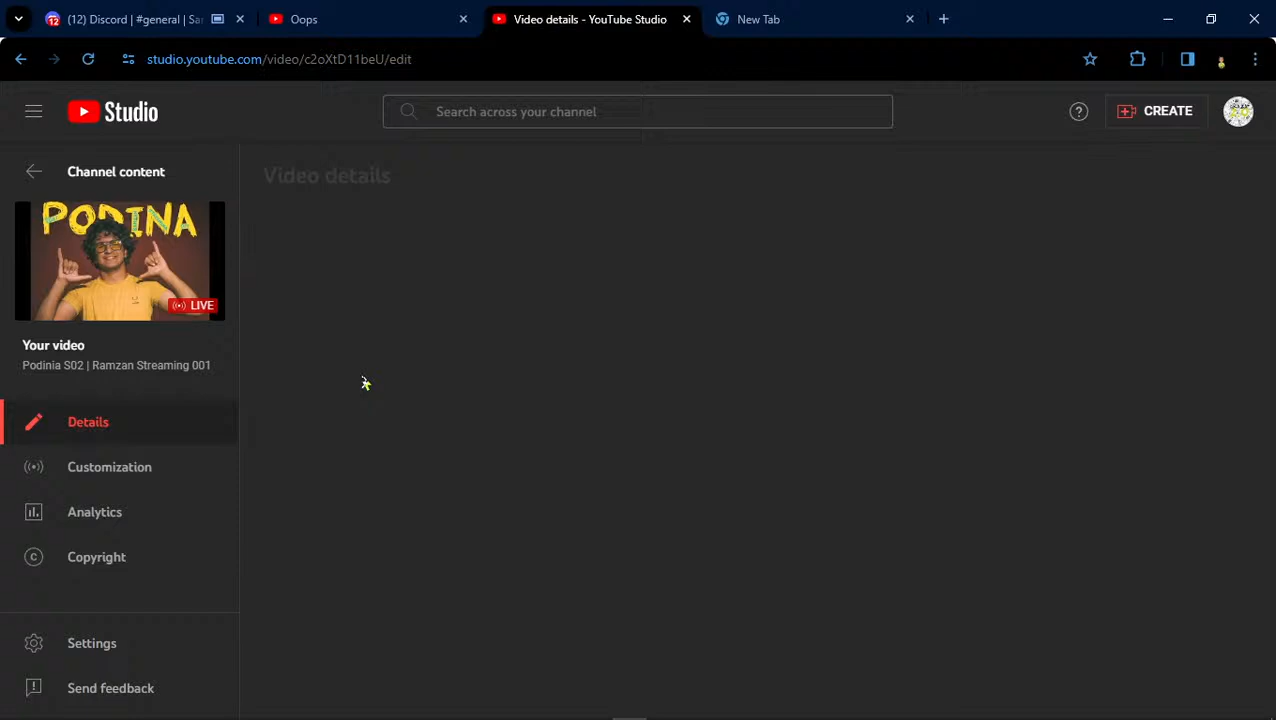 (12) Discord | #general | Sar
Oops
Video details - YouTube Studio
New Tab
studio.youtube.com/video/c2oXtD11beU/edit
Studio
Search across your channel
CREATE
Channel content
Video details
PODINA
LIVE
Your video
Podinia S02 | Ramzan Streaming 001
Details
Customization
Analytics
Copyright
Settings
Send feedback